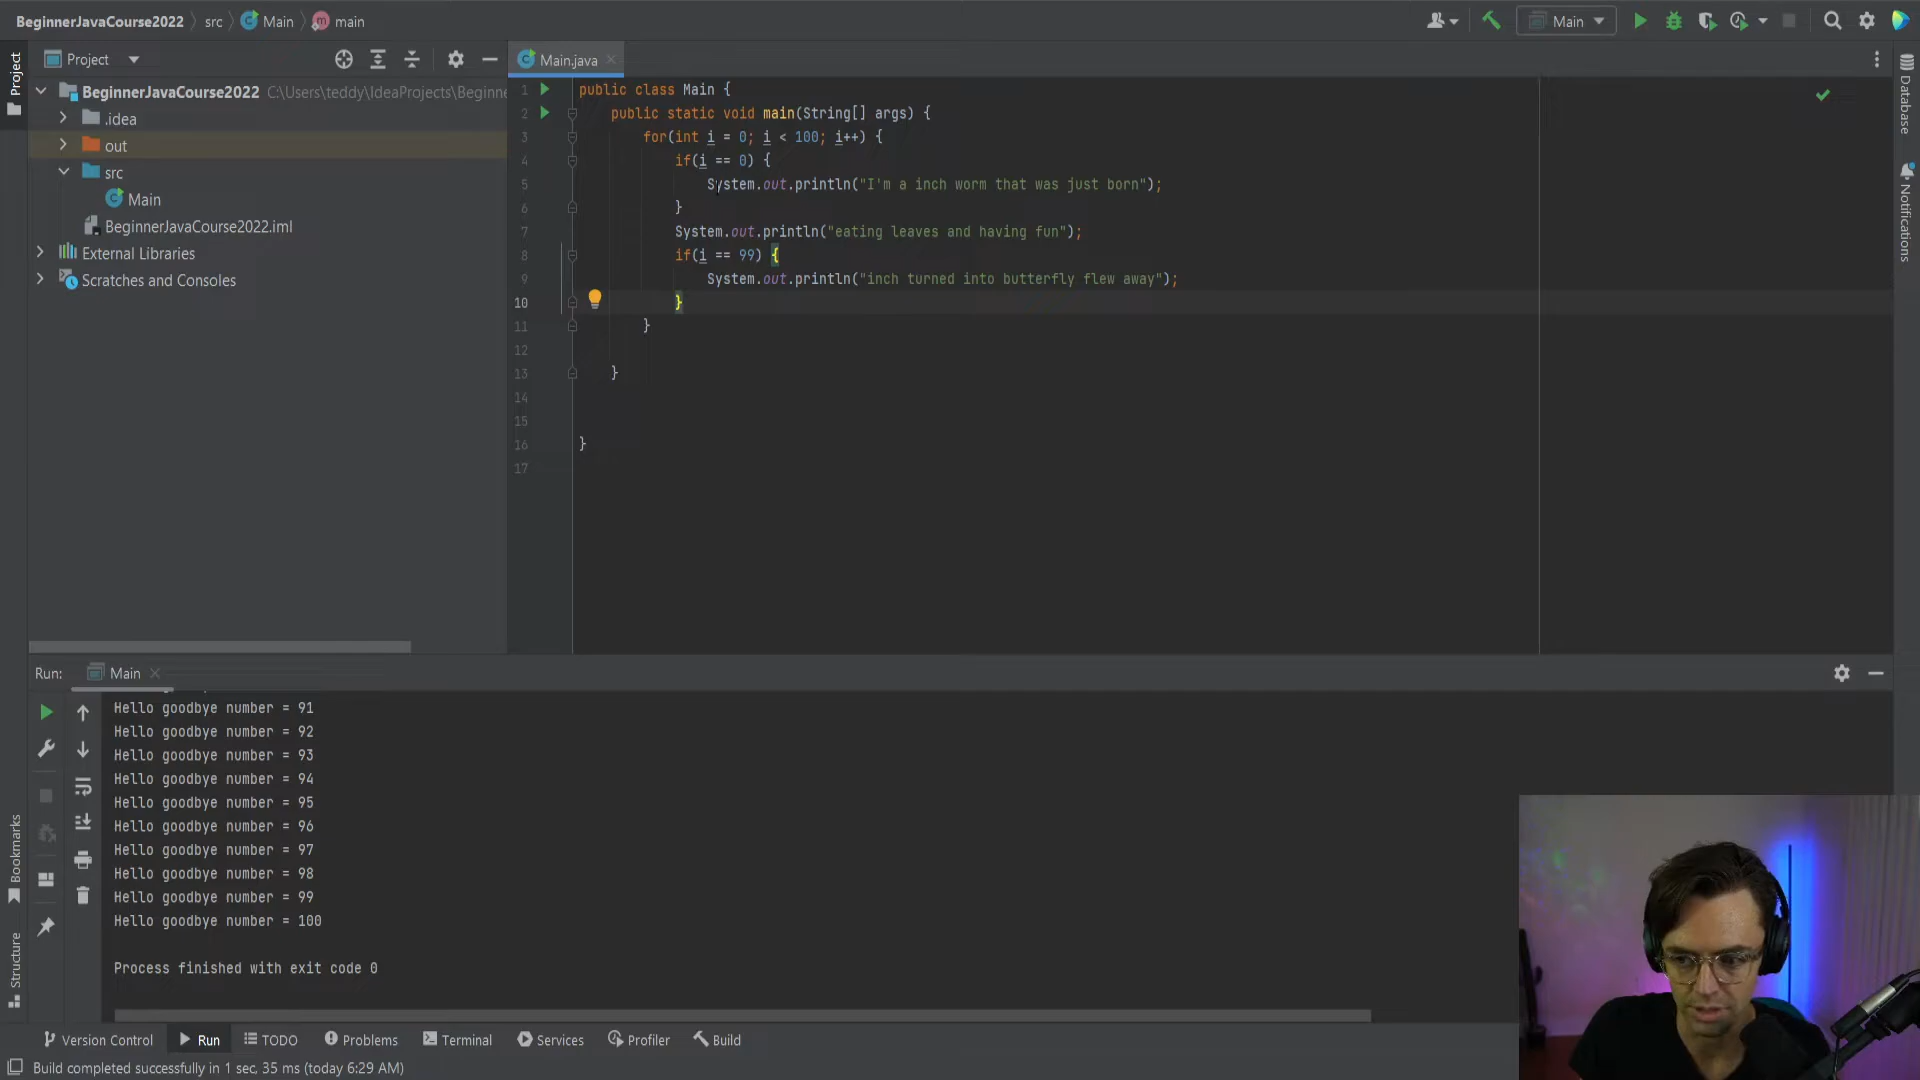 BeginnerJavaCourse2022 src Main main
Main
Project
Main.java
Project
BeginnerJavaCourse2022 C:\Users\teddy\IdeaProjects\Beginne
.idea
out
src
Main
BeginnerJavaCourse2022.iml
External Libraries
Scratches and Consoles
1 public class Main {
2 public static void main(String[] args) {
3 for(int i = 0; i < 100; i++) {
4 if(i == 0) {
5 System.out.println("I'm a inch worm that was just born");
6 }
7 System.out.println("eating leaves and having fun");
8 if(i == 99) {
9 System.out.println("inch turned into butterfly flew away");
10 }
11 }
12
13 }
14
15
16 }
17
Database
Notifications
Run: Main
Hello goodbye number = 91
Hello goodbye number = 92
Hello goodbye number = 93
Hello goodbye number = 94
Hello goodbye number = 95
Hello goodbye number = 96
Hello goodbye number = 97
Hello goodbye number = 98
Hello goodbye number = 99
Hello goodbye number = 100
Process finished with exit code 0
Bookmarks
Structure
Version Control Run TODO Problems Terminal Services Profiler Build
Build completed successfully in 1 sec, 35 ms (today 6:29 AM)